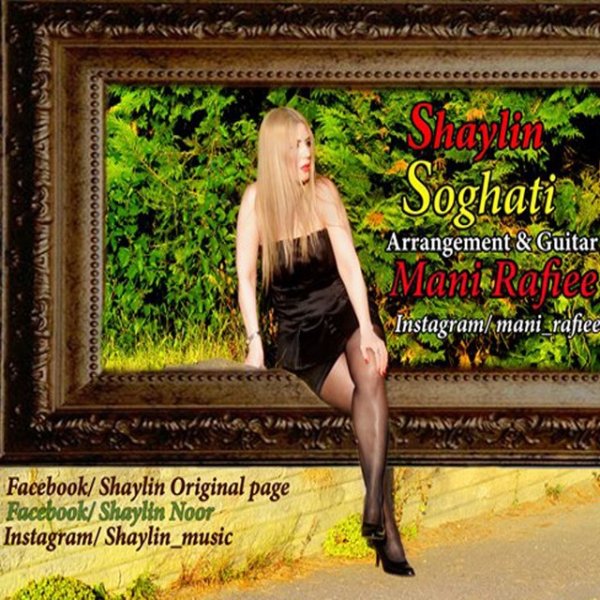 Shaylin
Soghati
Arrangement & Guitar
Mani Rafiee
Instagram/ mani_rafiee
Facebook/ Shaylin Original page
Facebook/ Shaylin Noor
Instagram/ Shaylin_music